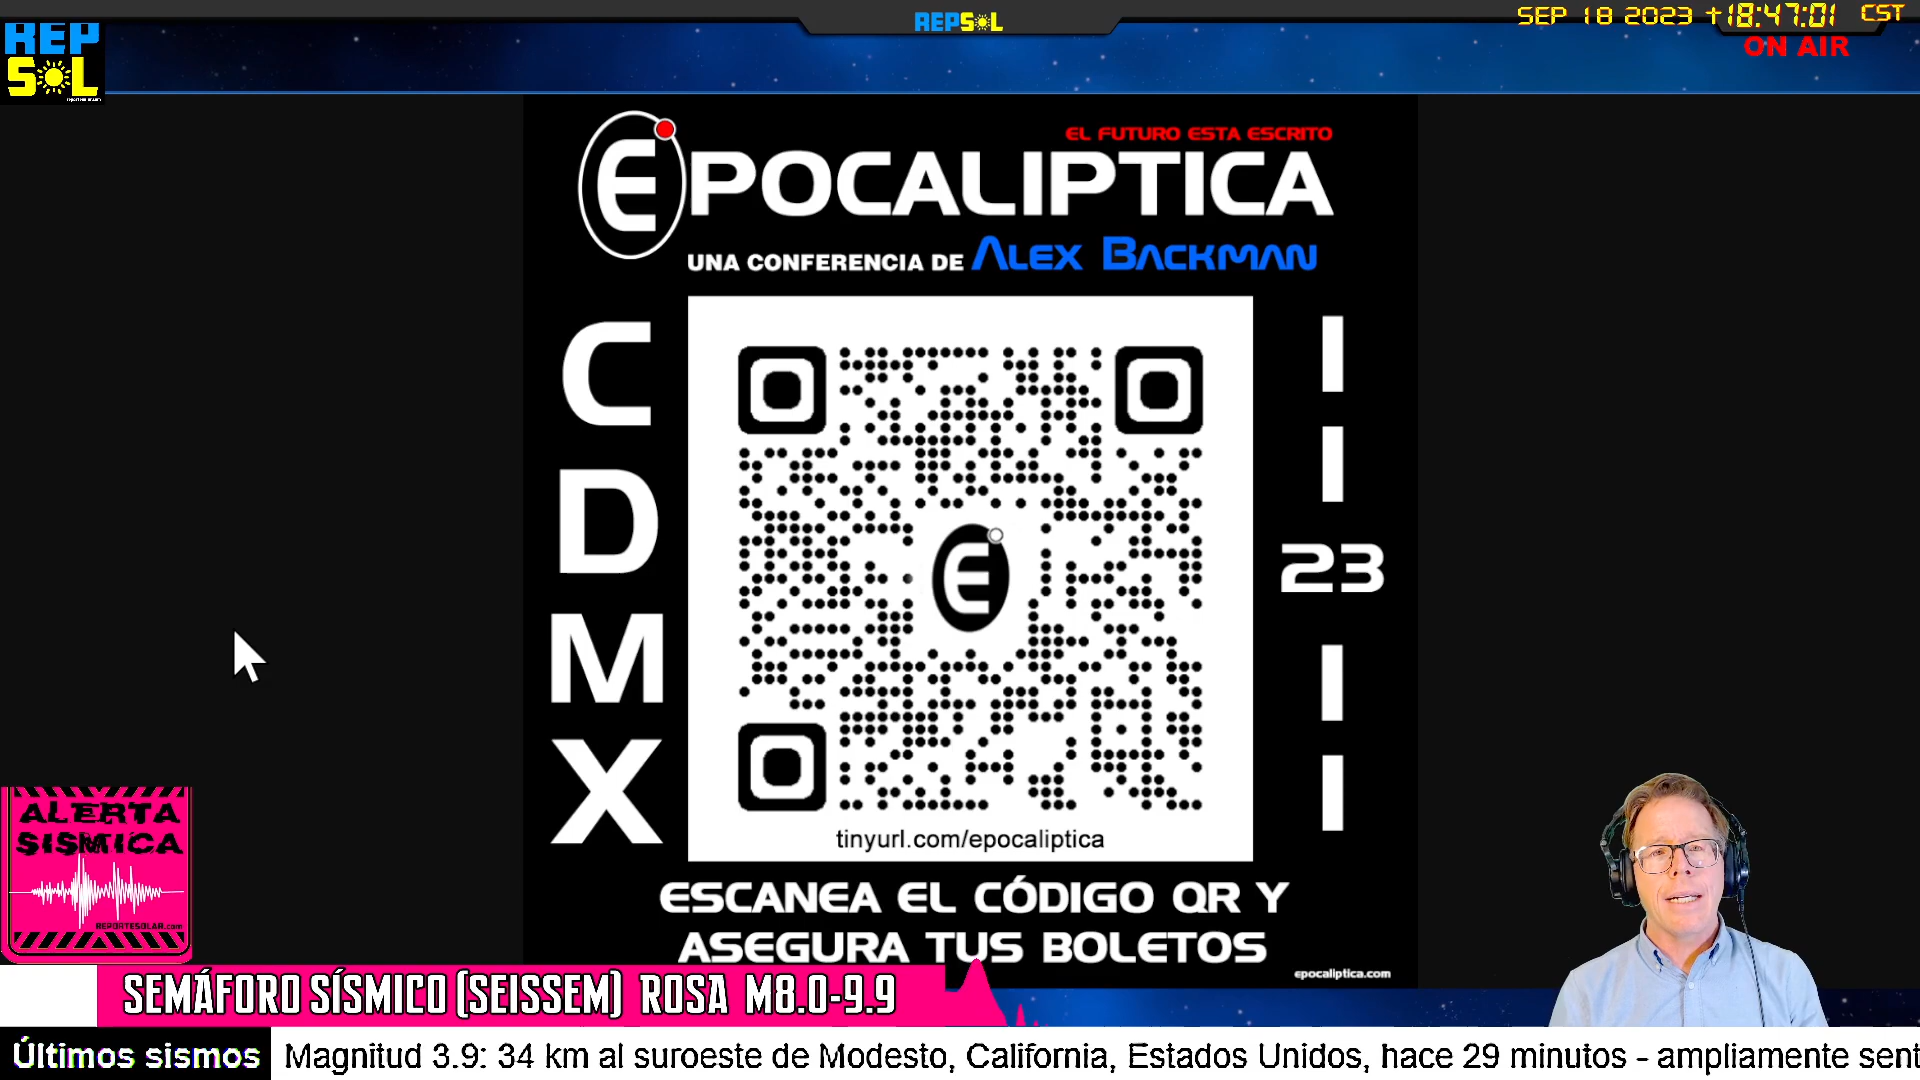 REPSOL
SEP 18 2023 +18:47:01 CST
ON AIR
REP
SOL
EL FUTURO ESTA ESCRITO
EPOCALIPTICA
UNA CONFERENCIA DE ALEX BACKMAN
C
D
M
X
I
I
23
I
I
E
tinyurl.com/epocaliptica
ESCANEA EL CÓDIGO QR Y
ASEGURA TUS BOLETOS
epocaliptica.com
ALERTA
SISMICA
REPORTESOLAR.com
SEMÁFORO SÍSMICO (SEISSEM) ROSA M8.0-9.9
Últimos sismos Magnitud 3.9: 34 km al suroeste de Modesto, California, Estados Unidos, hace 29 minutos - ampliamente sent